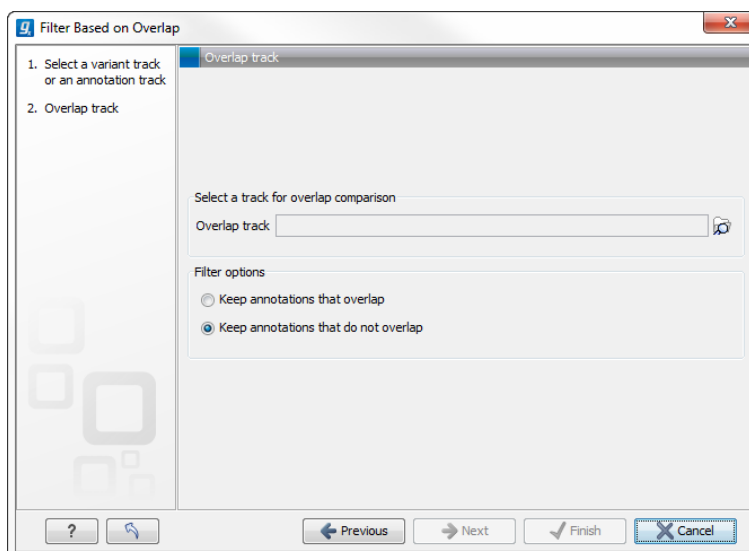 Filter Based on Overlap
1. Select a variant track
or an annotation track
2. Overlap track
Overlap track
Select a track for overlap comparison
Overlap track
Filter options
Keep annotations that overlap
Keep annotations that do not overlap
?
Previous
Next
Finish
Cancel